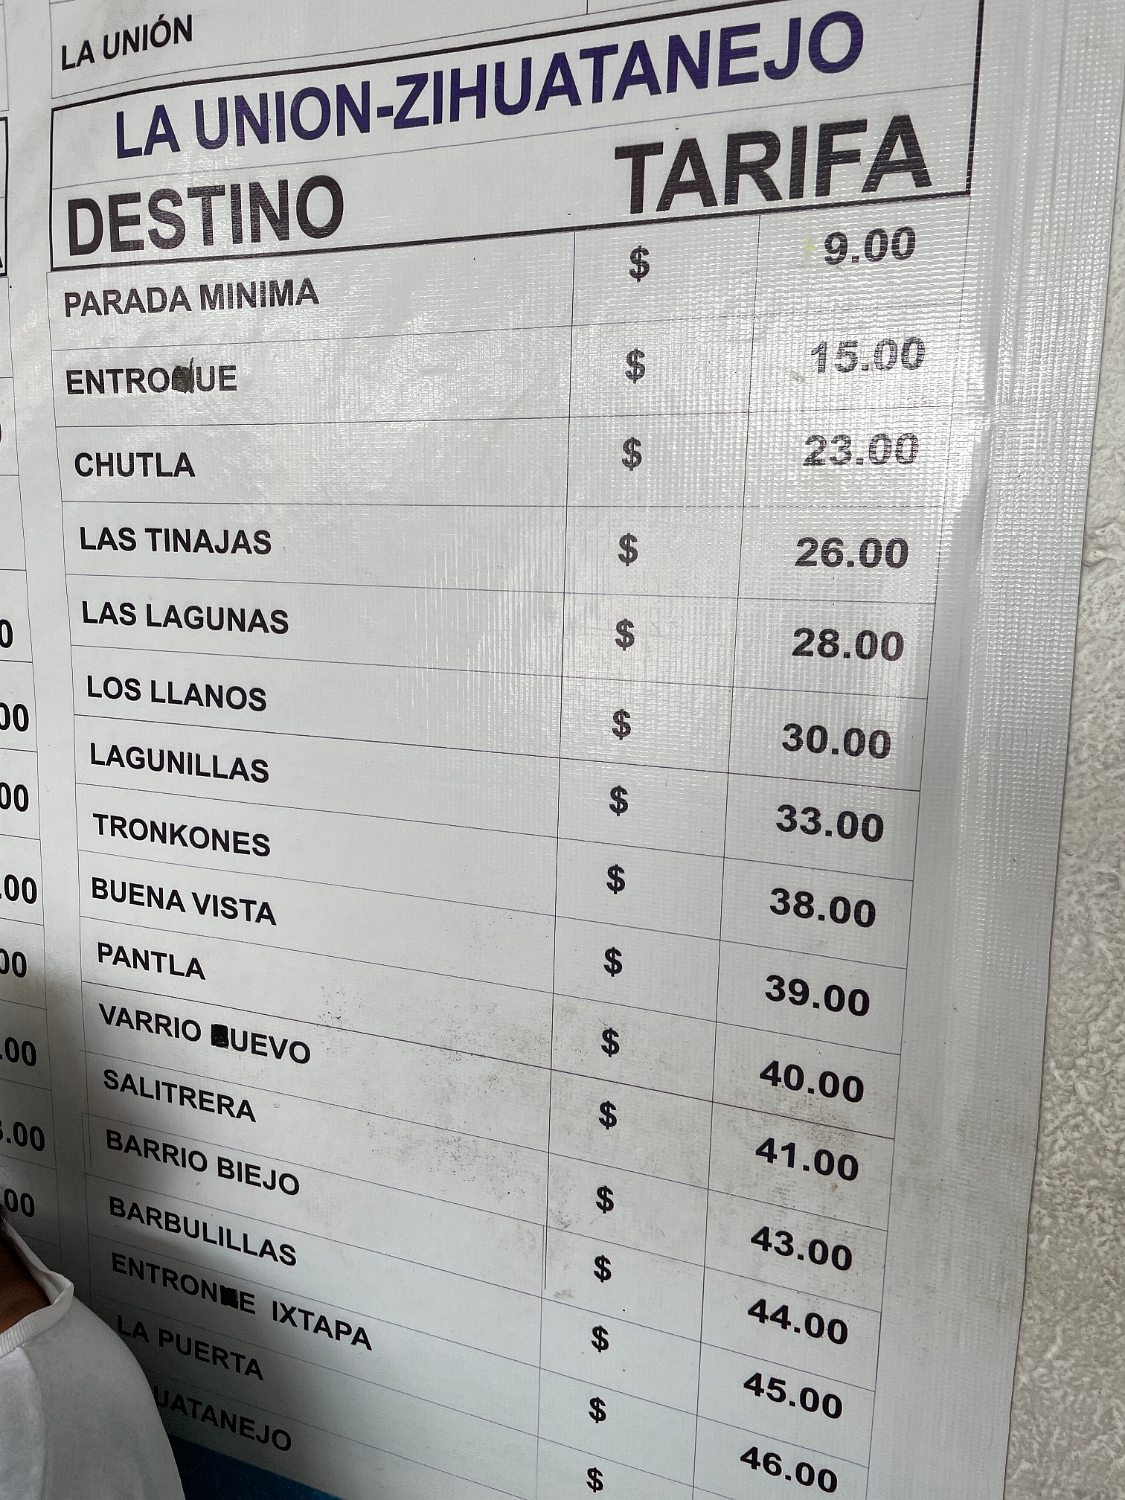 LA UNIÓN
LA UNION-ZIHUATANEJO
DESTINO TARIFA
PARADA MINIMA $ 9.00
$ 15.00
CHUTLA $ 23.00
LAS TINAJAS $ 26.00
LAS LAGUNAS $ 28.00
LOS LLANOS $ 30.00
LAGUNILLAS $ 33.00
TRONKONES $ 38.00
BUENA VISTA $ 39.00
PANTLA $ 40.00
VARRIO $ 41.00
SALITRERA $ 43.00
BARRIO BIEJO $ 44.00
BARBULILLAS $ 45.00
IXTAPA $ 46.00
LA PUERTA $